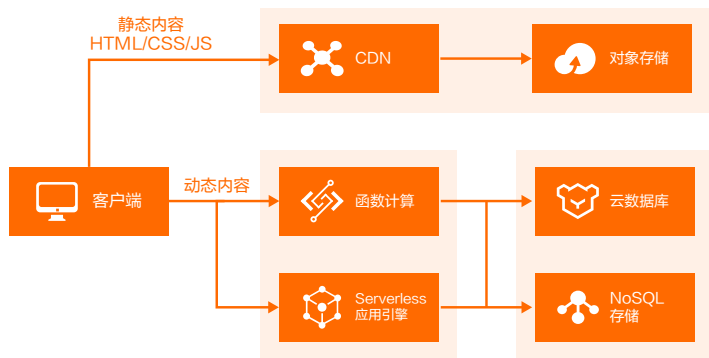 静态内容
HTML/CSS/JS
CDN
对象存储
客户端
动态内容
函数计算
云数据库
Serverless
应用引擎
NoSQL
存储